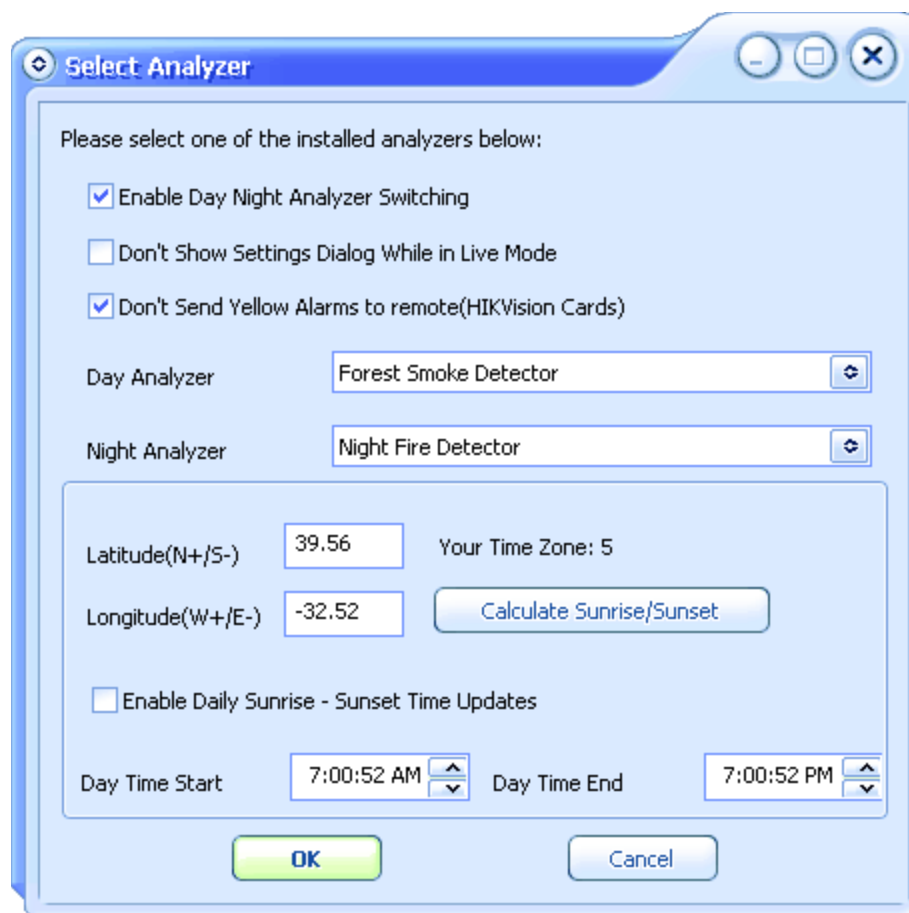 Select Analyzer
Please select one of the installed analyzers below:
Enable Day Night Analyzer Switching
Don't Show Settings Dialog While in Live Mode
Don't Send Yellow Alarms to remote(HIKVision Cards)
Day Analyzer Forest Smoke Detector
Night Analyzer Night Fire Detector
Latitude(N+/S-) 39.56 Your Time Zone: 5
Longitude(W+/E-) -32.52 Calculate Sunrise/Sunset
Enable Daily Sunrise - Sunset Time Updates
Day Time Start 7:00:52 AM Day Time End 7:00:52 PM
OK Cancel